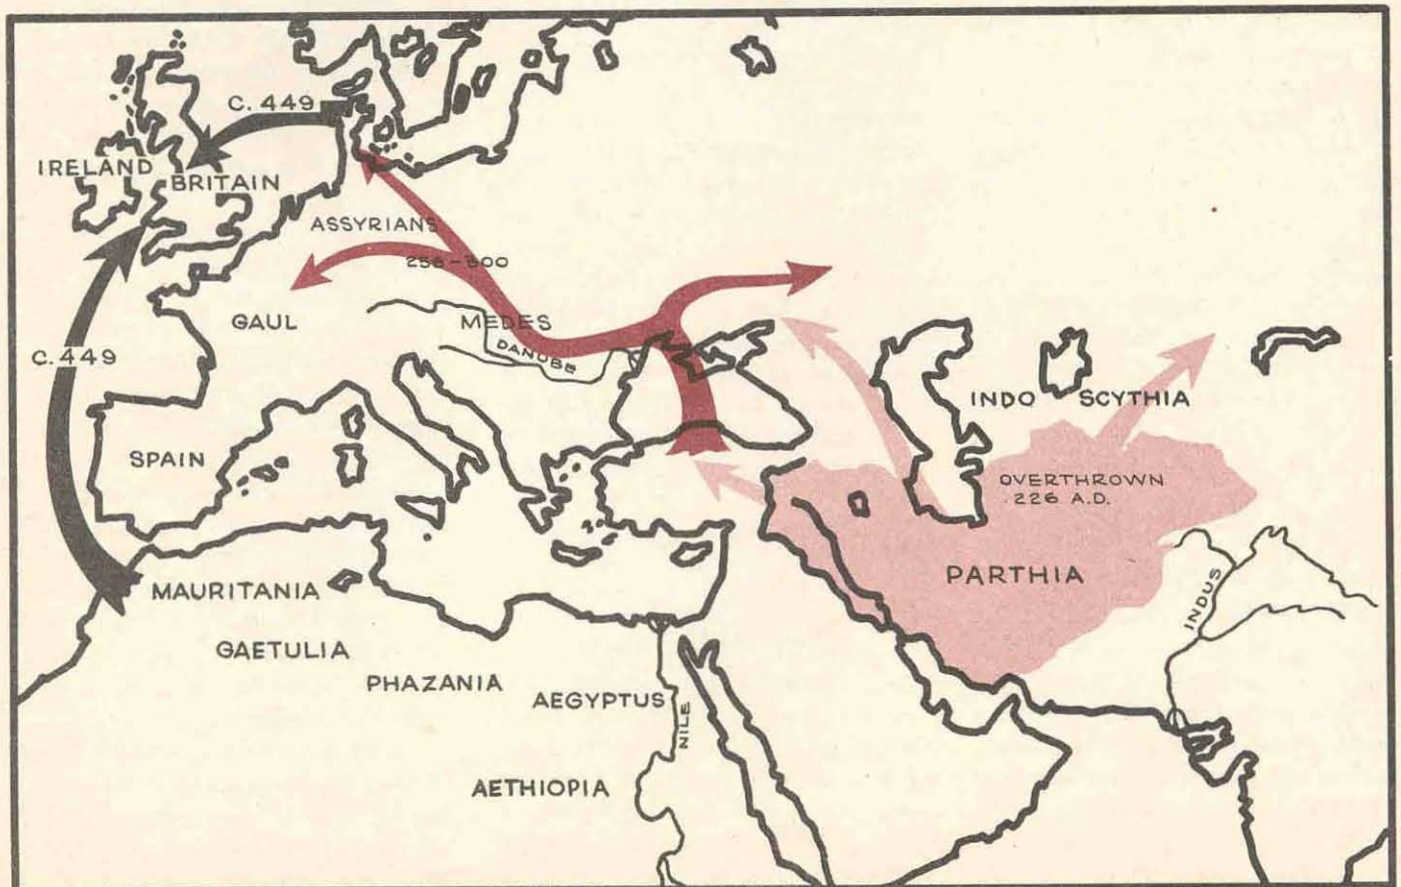 C. 449
IRELAND
BRITAIN
ASSYRIANS
256-300
GAUL
MEDES
DANUBE
C. 449
INDO SCYTHIA
SPAIN
OVERTHROWN
226 A.D.
PARTHIA
MAURITANIA
INDUS
GAETULIA
PHAZANIA
AEGYPTUS
NILE
AETHIOPIA